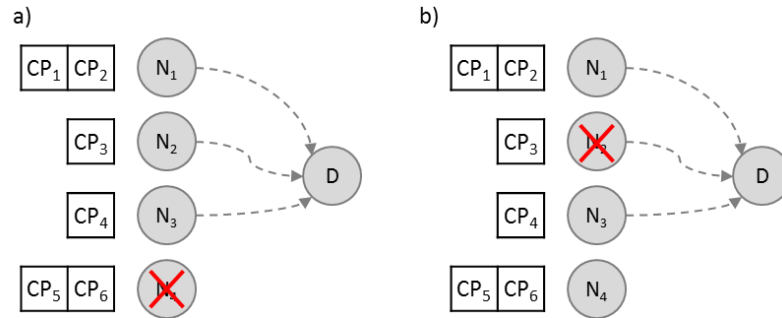 a)
CP₁ CP₂ N₁
CP₃ N₂
D
CP₄ N₃
CP₅ CP₆
b)
CP₁ CP₂ N₁
CP₃
D
CP₄ N₃
CP₅ CP₆ N₄